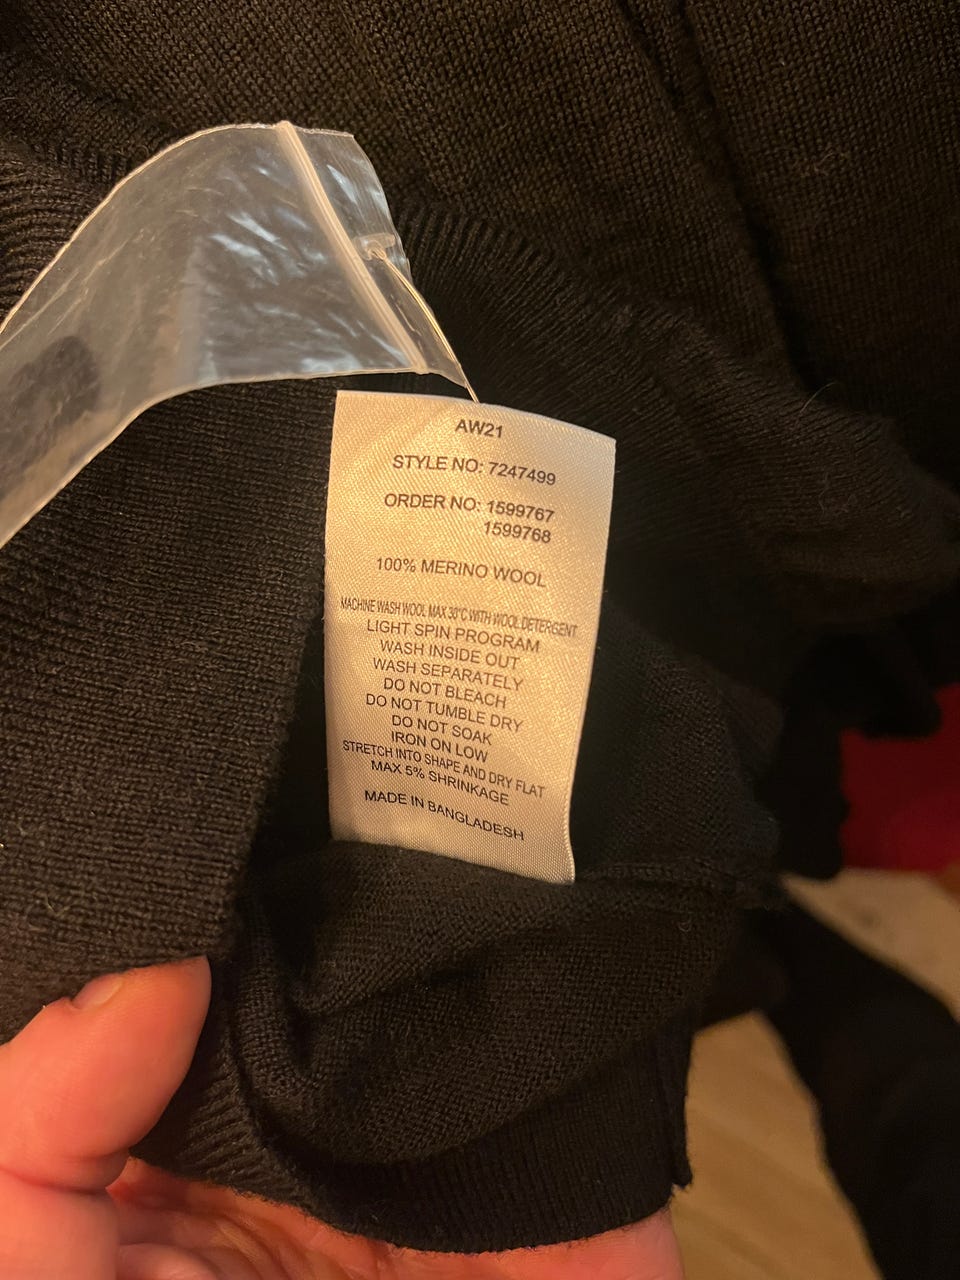 AW21
STYLE NO: 7247499
ORDER NO: 1599767
1599768
100% MERINO WOOL
MACHINE WASH WOOL MAX 30°C WITH WOOL DETERGENT
LIGHT SPIN PROGRAM
WASH INSIDE OUT
WASH SEPARATELY
DO NOT BLEACH
DO NOT TUMBLE DRY
DO NOT SOAK
IRON ON LOW
STRETCH INTO SHAPE AND DRY FLAT
MAX 5% SHRINKAGE
MADE IN BANGLADESH